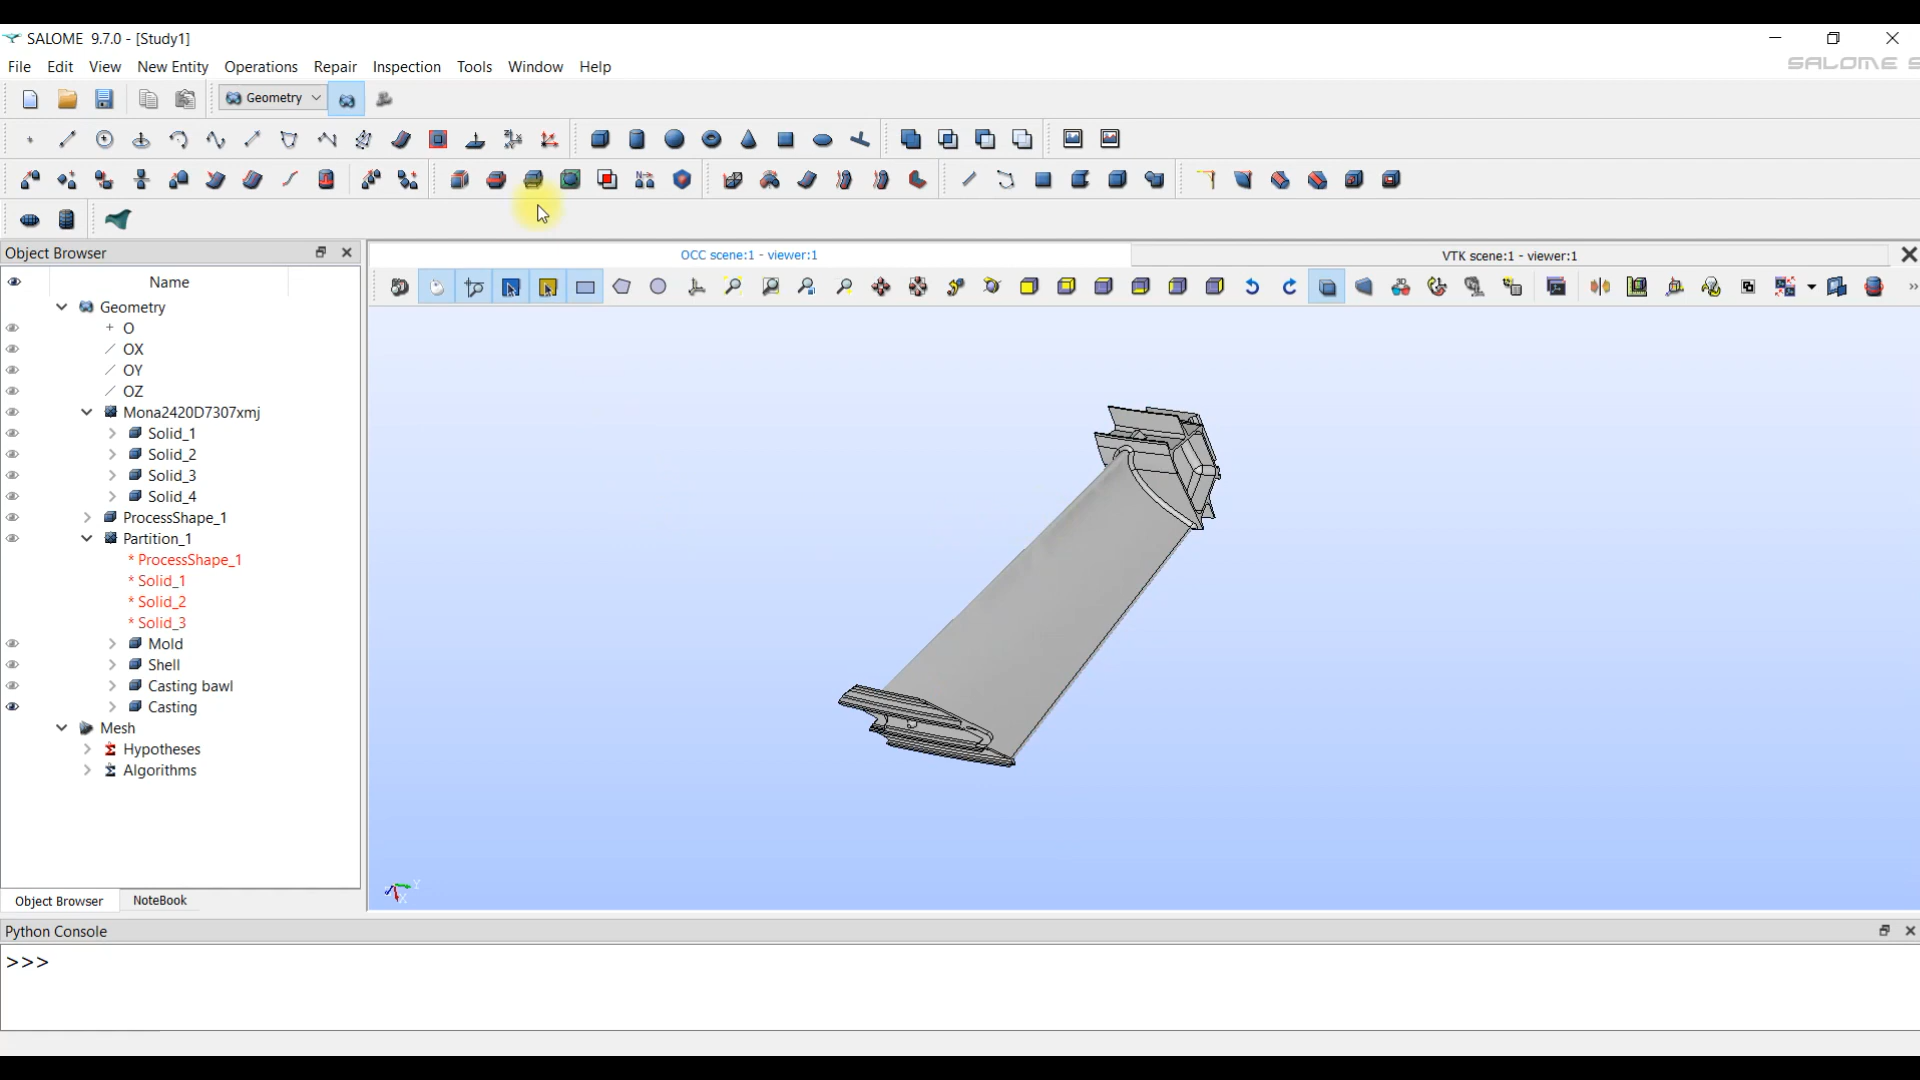 SALOME 9.7.0 - [Study1]
File Edit View New Entity Operations Repair Inspection Tools Window Help
SALOME S
Geometry
Object Browser
OCC scene:1 - viewer:1
VTK scene:1 - viewer:1
Name
Geometry
O
OX
OY
OZ
Mona2420D7307xmj
Solid_1
Solid_2
Solid_3
Solid_4
ProcessShape_1
Partition_1
* ProcessShape_1
* Solid_1
* Solid_2
* Solid_3
Mold
Shell
Casting bawl
Casting
Mesh
Hypotheses
Algorithms
Object Browser
NoteBook
Python Console
>>>